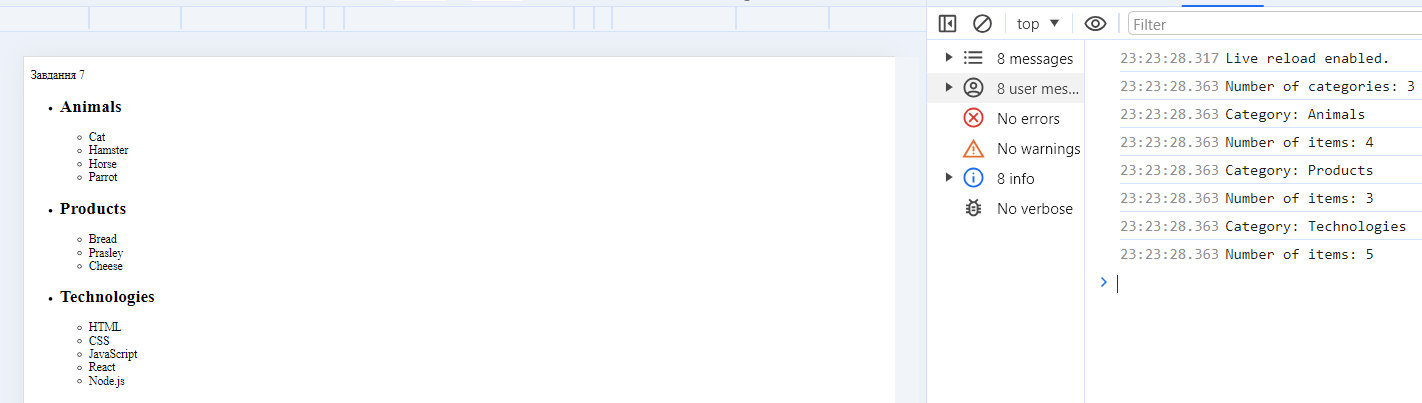 Завдання 7
Animals
Cat
Hamster
Horse
Parrot
Products
Bread
Prasley
Cheese
Technologies
HTML
CSS
JavaScript
React
Node.js
top
Filter
8 messages
8 user mes...
No errors
No warnings
8 info
No verbose
23:23:28.317 Live reload enabled.
23:23:28.363 Number of categories: 3
23:23:28.363 Category: Animals
23:23:28.363 Number of items: 4
23:23:28.363 Category: Products
23:23:28.363 Number of items: 3
23:23:28.363 Category: Technologies
23:23:28.363 Number of items: 5